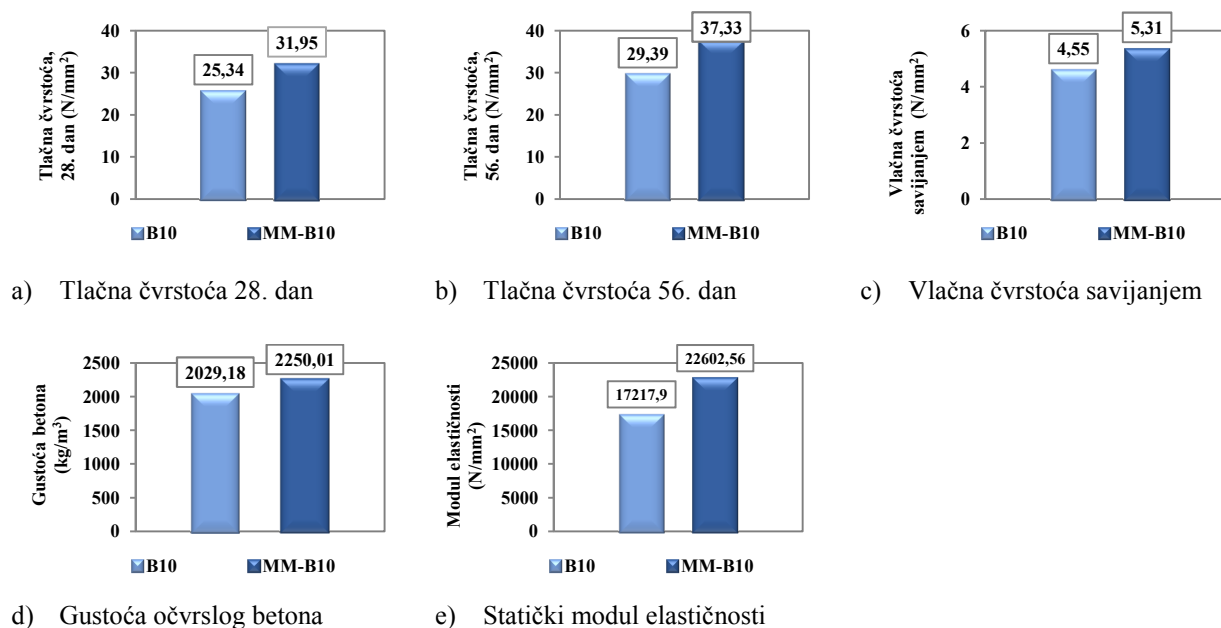 Tlačna čvrstoća,
28. dan (N/mm²)
40
30
20
10
0
25,34
31,95
B10
MM-B10
a) Tlačna čvrstoća 28. dan
Tlačna čvrstoća,
56. dan (N/mm²)
40
30
20
10
0
29,39
37,33
B10
MM-B10
b) Tlačna čvrstoća 56. dan
Vlačna čvrstoća
savijanjem (N/mm²)
6
4
2
0
4,55
5,31
B10
MM-B10
c) Vlačna čvrstoća savijanjem
Gustoća betona
(kg/m³)
2500
2000
1500
1000
500
0
2029,18
2250,01
B10
MM-B10
d) Gustoća očvrslog betona
Modul elastičnosti
(N/mm²)
25000
20000
15000
10000
5000
0
17217,9
22602,56
B10
MM-B10
e) Statički modul elastičnosti